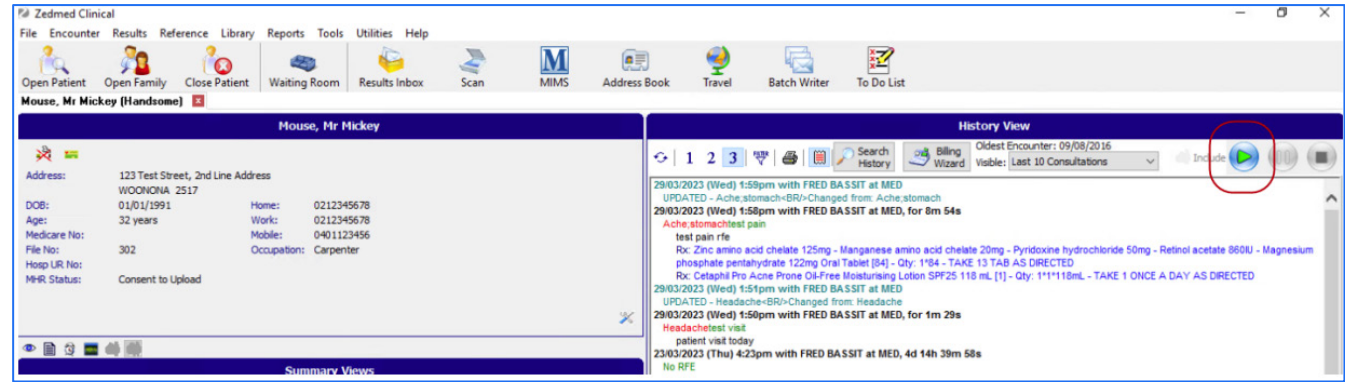 Zedmed Clinical
File Encounter Results Reference Library Reports Tools Utilities Help
Open Patient Open Family Close Patient Waiting Room Results Inbox Scan M MIMS Address Book Travel Batch Writer To Do List
Mouse, Mr Mickey (Handsome)
Mouse, Mr Mickey
Address: 123 Test Street, 2nd Line Address
WOONONA 2517
DOB: 01/01/1991 Home: 0212345678
Age: 32 years Work: 0212345678
Medicare No: Mobile: 0401123456
File No: 302 Occupation: Carpenter
Hosp UR No:
MHR Status: Consent to Upload
Summary Views
History View
1 2 3 FILTER Search History Billing Wizard Oldest Encounter: 09/08/2016
Visible: Last 10 Consultations Include
29/03/2023 (Wed) 1:59pm with FRED BASSIT at MED
UPDATED - Ache;stomach<BR/>Changed from: Ache;stomach
29/03/2023 (Wed) 1:58pm with FRED BASSIT at MED, for 8m 54s
Ache;stomachtest pain
test pain rfe
Rx: Zinc amino acid chelate 125mg - Manganese amino acid chelate 20mg - Pyridoxine hydrochloride 50mg - Retinol acetate 860IU - Magnesium
phosphate pentahydrate 122mg Oral Tablet [84] - Qty: 1*84 - TAKE 13 TAB AS DIRECTED
Rx: Cetaphil Pro Acne Prone Oil-Free Moisturising Lotion SPF25 118 mL [1] - Qty: 1*1*118mL - TAKE 1 ONCE A DAY AS DIRECTED
29/03/2023 (Wed) 1:51pm with FRED BASSIT at MED
UPDATED - Headache<BR/>Changed from: Headache
29/03/2023 (Wed) 1:50pm with FRED BASSIT at MED, for 1m 29s
Headachetest visit
patient visit today
23/03/2023 (Thu) 4:23pm with FRED BASSIT at MED, 4d 14h 39m 58s
No RFE